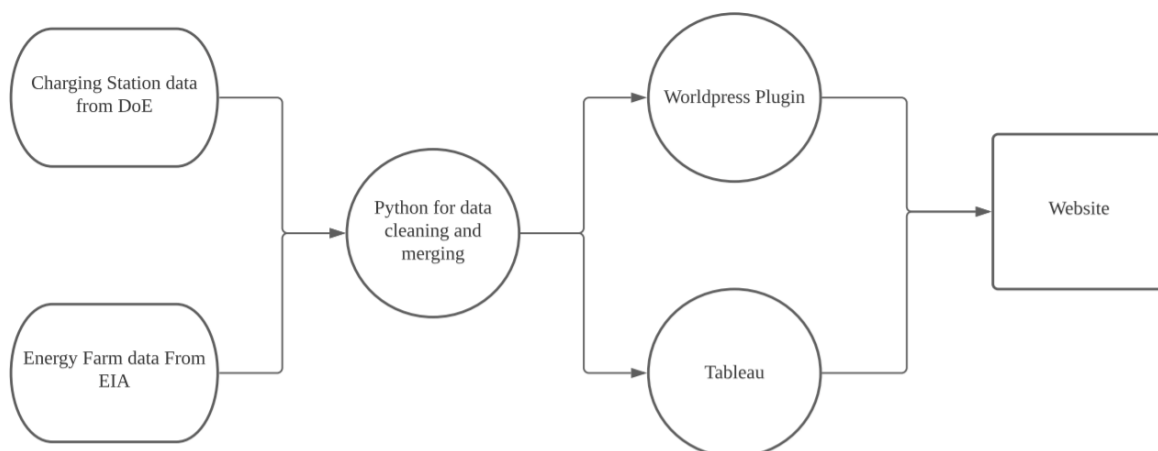 Charging Station data
from DoE
Energy Farm data From
EIA
Python for data
cleaning and
merging
Worldpress Plugin
Tableau
Website